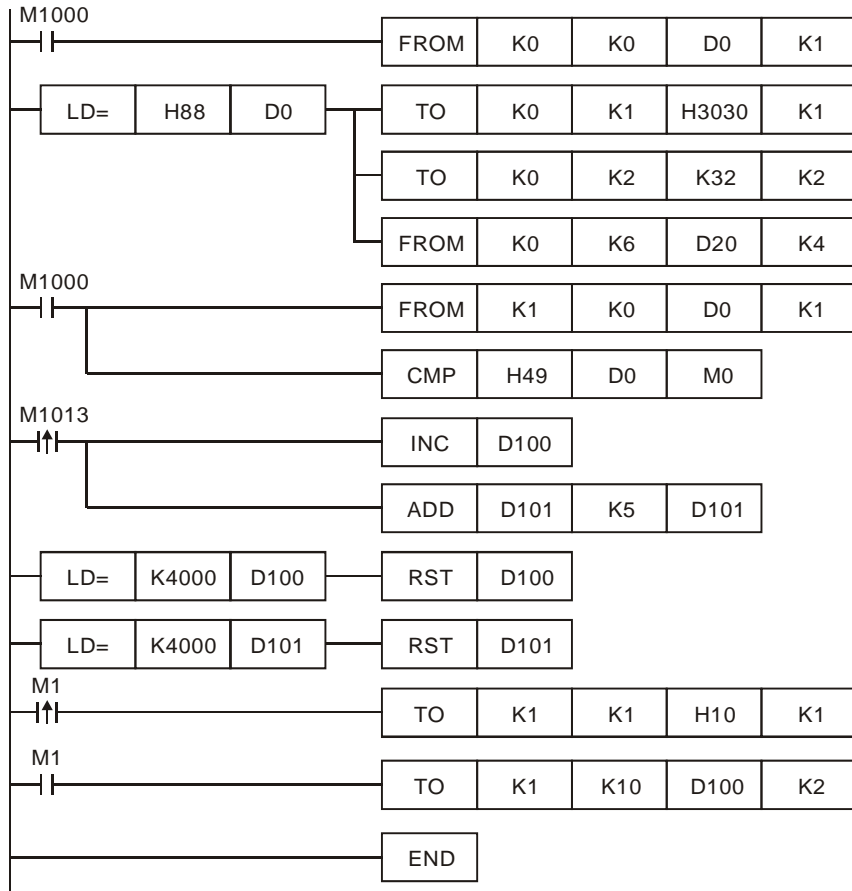 M1000
FROM K0 K0 D0 K1
LD= H88 D0 TO K0 K1 H3030 K1
TO K0 K2 K32 K2
FROM K0 K6 D20 K4
M1000
FROM K1 K0 D0 K1
CMP H49 D0 M0
M1013
INC D100
ADD D101 K5 D101
LD= K4000 D100 RST D100
LD= K4000 D101 RST D101
M1
TO K1 K1 H10 K1
M1
TO K1 K10 D100 K2
END